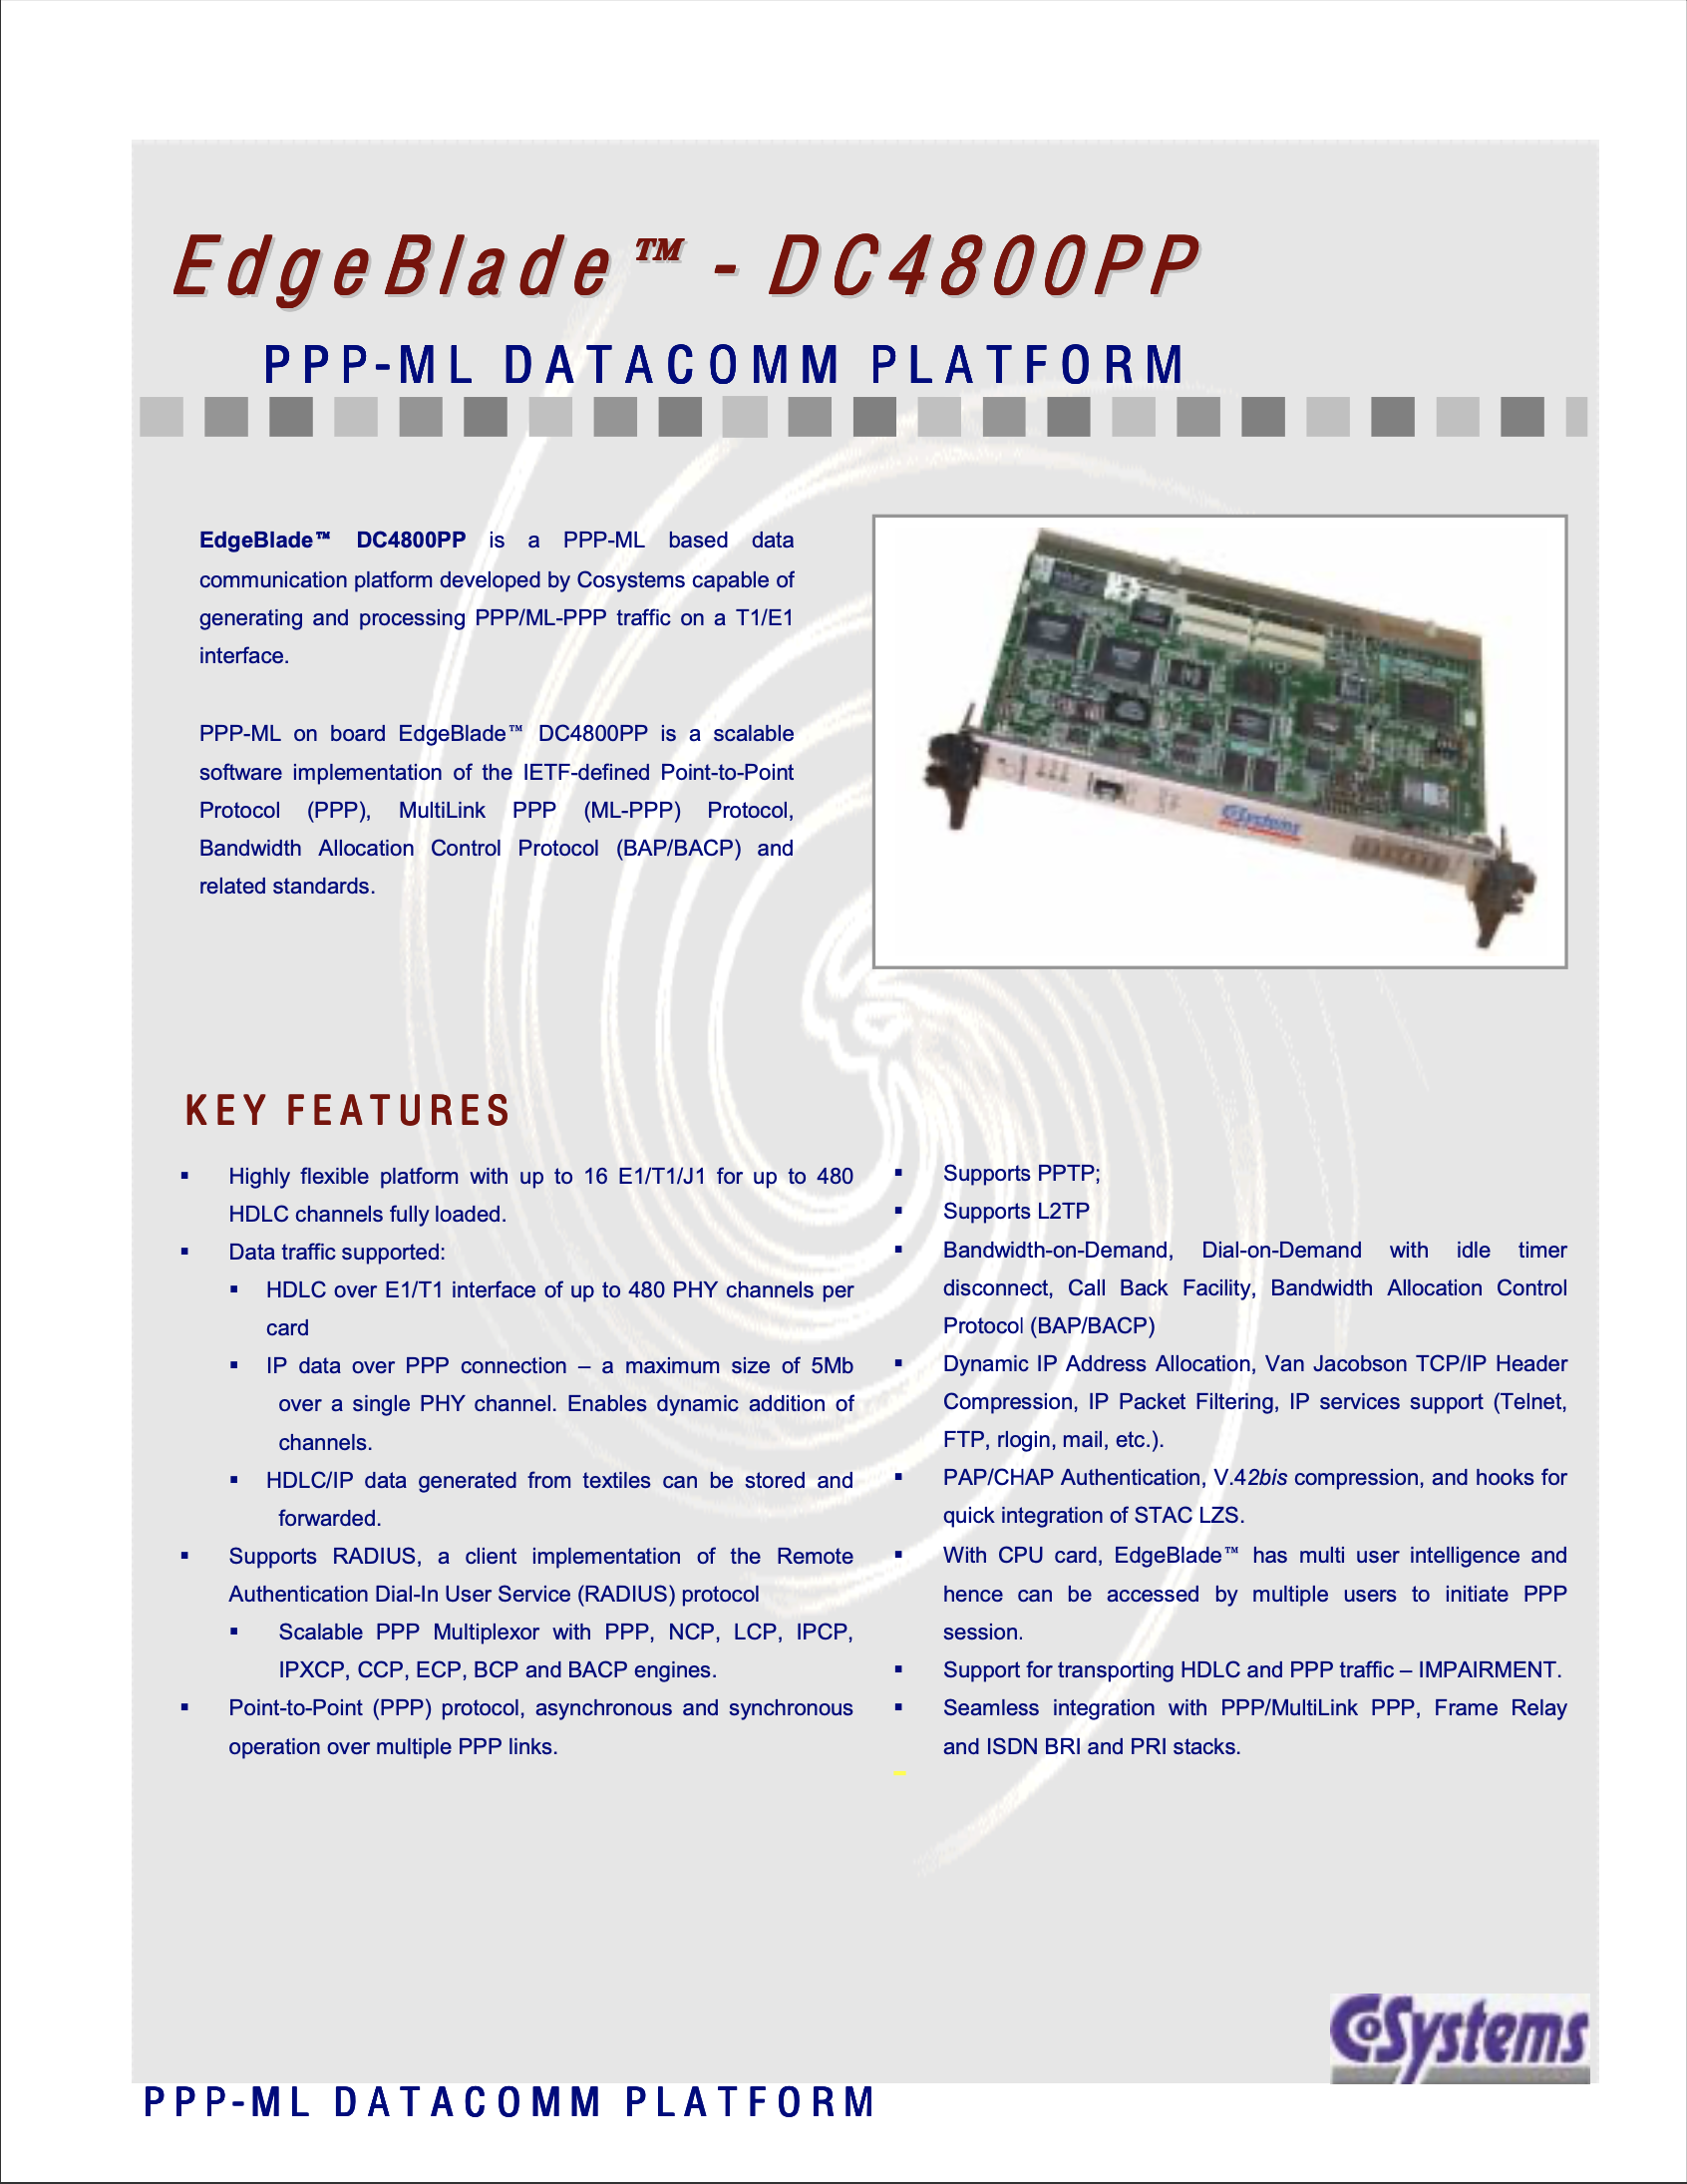 EdgeBlade™ - DC4800PP
PPP-ML DATACOMM PLATFORM
EdgeBlade™ DC4800PP is a PPP-ML based data
communication platform developed by Cosystems capable of
generating and processing PPP/ML-PPP traffic on a T1/E1
interface.
PPP-ML on board EdgeBlade™ DC4800PP is a scalable
software implementation of the IETF-defined Point-to-Point
Protocol (PPP), MultiLink PPP (ML-PPP) Protocol,
Bandwidth Allocation Control Protocol (BAP/BACP) and
related standards.
CoSystems
KEY FEATURES
▪ Highly flexible platform with up to 16 E1/T1/J1 for up to 480
HDLC channels fully loaded.
▪ Data traffic supported:
▪ HDLC over E1/T1 interface of up to 480 PHY channels per
card
▪ IP data over PPP connection – a maximum size of 5Mb
over a single PHY channel. Enables dynamic addition of
channels.
▪ HDLC/IP data generated from textiles can be stored and
forwarded.
▪ Supports RADIUS, a client implementation of the Remote
Authentication Dial-In User Service (RADIUS) protocol
▪ Scalable PPP Multiplexor with PPP, NCP, LCP, IPCP,
IPXCP, CCP, ECP, BCP and BACP engines.
▪ Point-to-Point (PPP) protocol, asynchronous and synchronous
operation over multiple PPP links.
▪ Supports PPTP;
▪ Supports L2TP
▪ Bandwidth-on-Demand, Dial-on-Demand with idle timer
disconnect, Call Back Facility, Bandwidth Allocation Control
Protocol (BAP/BACP)
▪ Dynamic IP Address Allocation, Van Jacobson TCP/IP Header
Compression, IP Packet Filtering, IP services support (Telnet,
FTP, rlogin, mail, etc.).
▪ PAP/CHAP Authentication, V.42bis compression, and hooks for
quick integration of STAC LZS.
▪ With CPU card, EdgeBlade™ has multi user intelligence and
hence can be accessed by multiple users to initiate PPP
session.
▪ Support for transporting HDLC and PPP traffic – IMPAIRMENT.
▪ Seamless integration with PPP/MultiLink PPP, Frame Relay
and ISDN BRI and PRI stacks.
CoSystems
PPP-ML DATACOMM PLATFORM